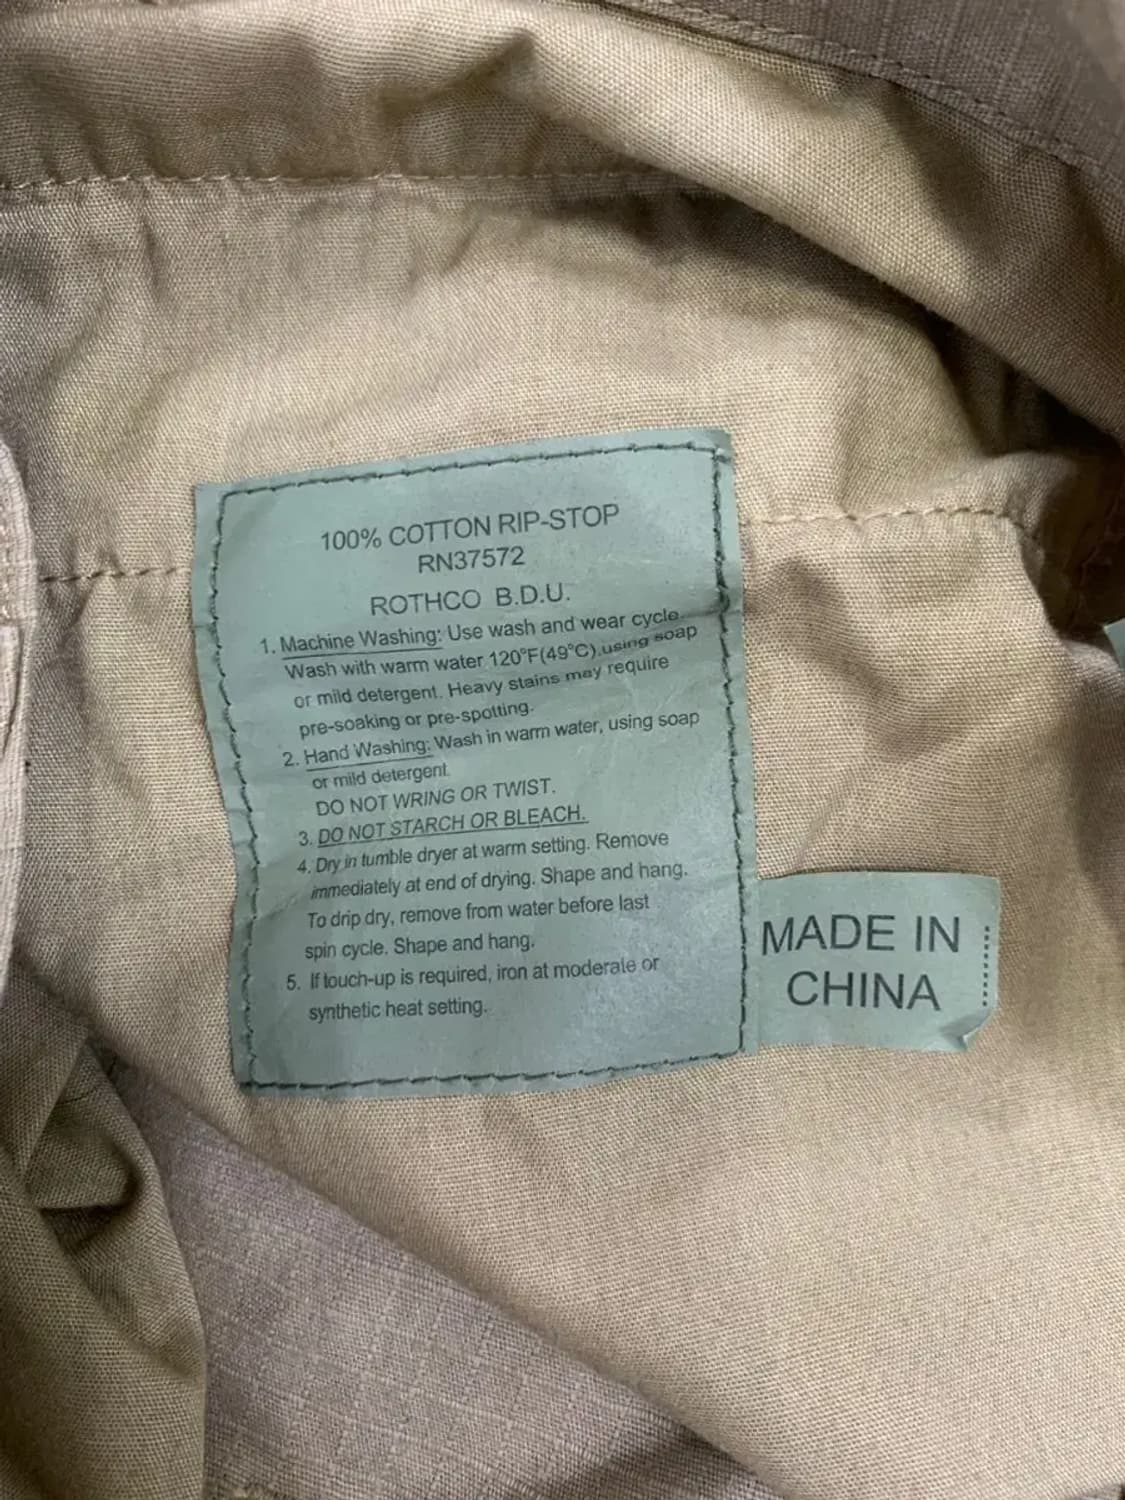 100% COTTON RIP-STOP
RN37572
ROTHCO B.D.U.
1. Machine Washing: Use wash and wear cycle.
Wash with warm water 120°F(49°C).using soap
or mild detergent. Heavy stains may require
pre-soaking or pre-spotting.
2. Hand Washing: Wash in warm water, using soap
or mild detergent.
DO NOT WRING OR TWIST.
3. DO NOT STARCH OR BLEACH.
4. Dry in tumble dryer at warm setting. Remove
immediately at end of drying. Shape and hang.
To drip dry, remove from water before last
spin cycle. Shape and hang.
5. If touch-up is required, iron at moderate or
synthetic heat setting.
MADE IN
CHINA